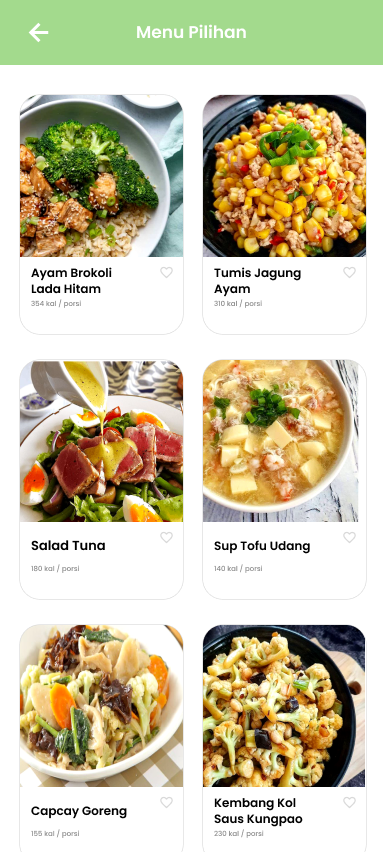 Menu Pilihan
Ayam Brokoli
Lada Hitam
354 kal / porsi
Tumis Jagung
Ayam
310 kal / porsi
Salad Tuna
180 kal / porsi
Sup Tofu Udang
140 kal / porsi
Capcay Goreng
155 kal / porsi
Kembang Kol
Saus Kungpao
230 kal / porsi